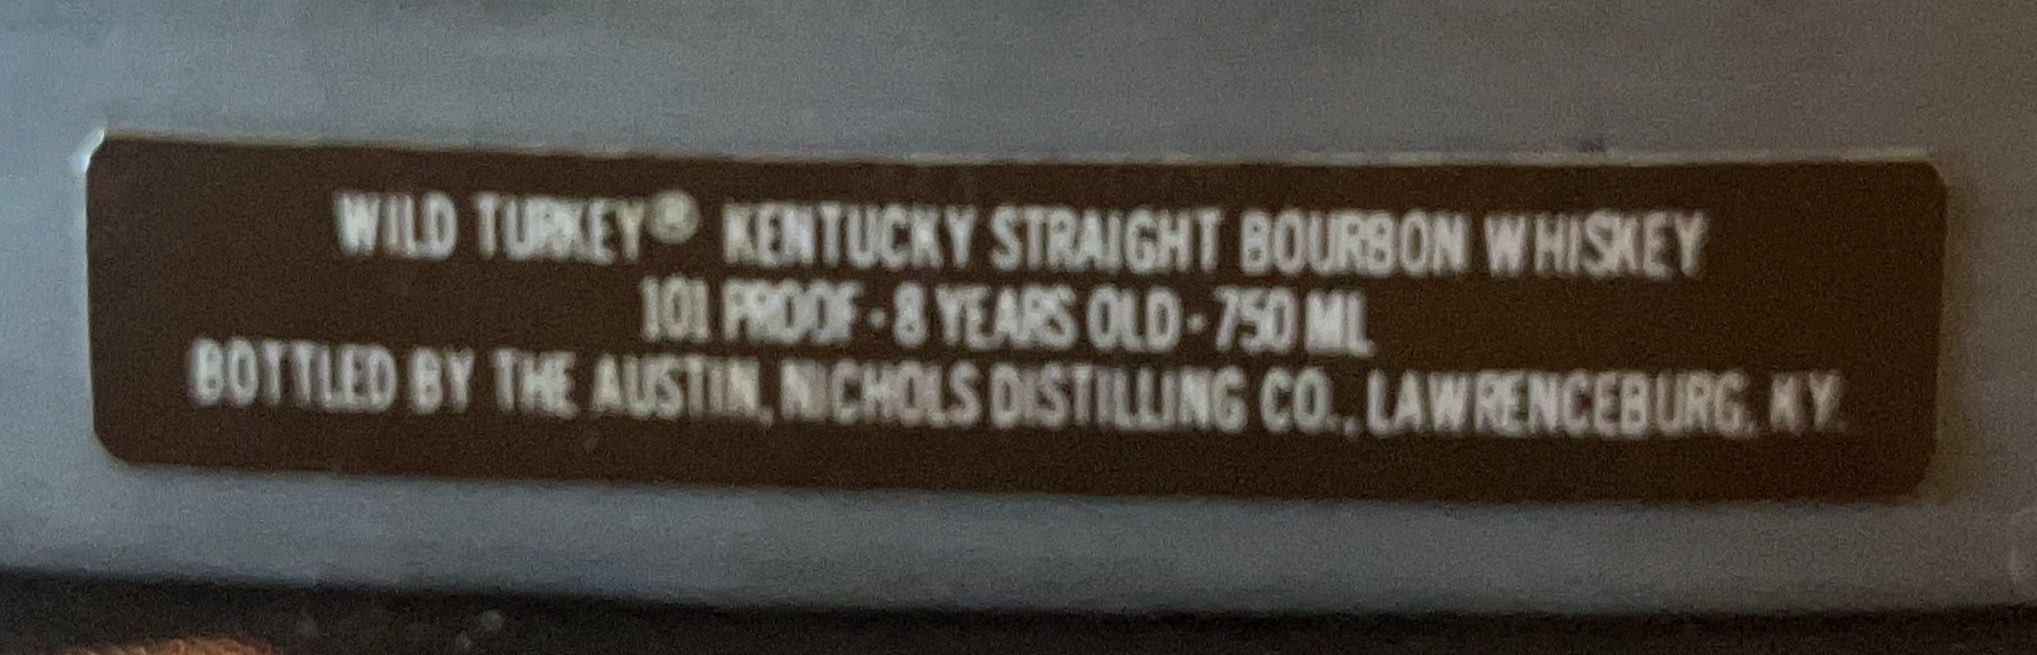 WILD TURKEY® KENTUCKY STRAIGHT BOURBON WHISKEY
101 PROOF · 8 YEARS OLD · 750 ML
BOTTLED BY THE AUSTIN, NICHOLS DISTILLING CO., LAWRENCEBURG, KY.